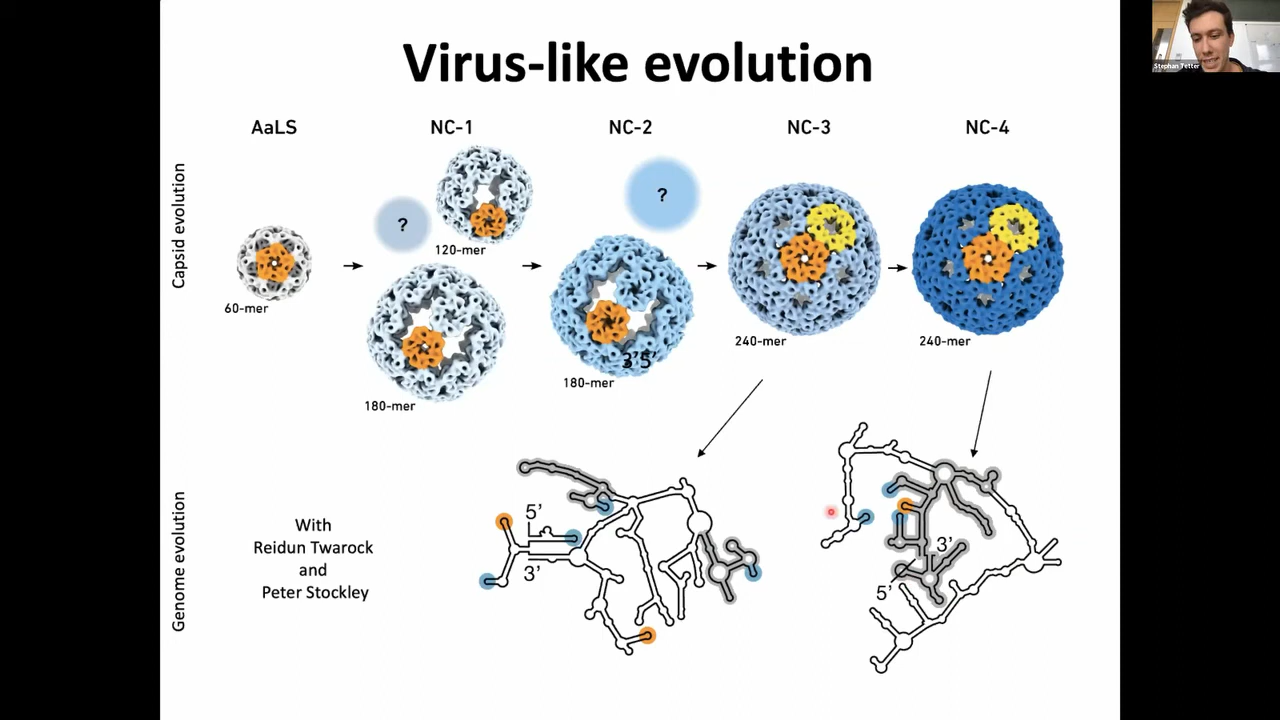 Virus-like evolution
Stephan Tetter
AaLS
NC-1
NC-2
NC-3
NC-4
Capsid evolution
?
?
120-mer
60-mer
3'5'
240-mer
240-mer
180-mer
180-mer
Genome evolution
With
Reidun Twarock
and
Peter Stockley
5'
3'
3'
5'